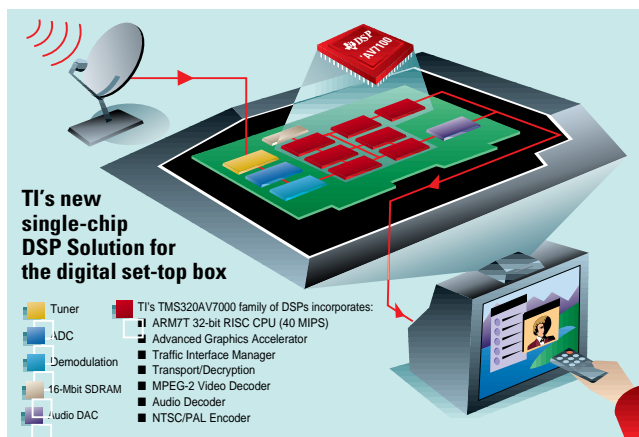 DSP
'AV7100
TI's new
single-chip
DSP Solution for
the digital set-top box
Tuner
ADC
Demodulation
16-Mbit SDRAM
Audio DAC
TI's TMS320AV7000 family of DSPs incorporates:
■ ARM7T 32-bit RISC CPU (40 MIPS)
■ Advanced Graphics Accelerator
■ Traffic Interface Manager
■ Transport/Decryption
■ MPEG-2 Video Decoder
■ Audio Decoder
■ NTSC/PAL Encoder